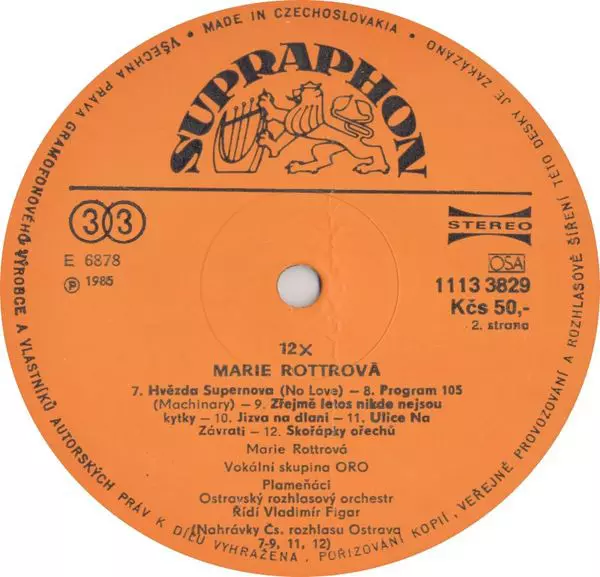 MADE IN CZECHOSLOVAKIA •
VŠECHNA PRÁVA GRAMOFONOVÉHO VÝROBCE A VLASTNÍKŮ AUTORSKÝCH PRÁV K DÍLU VYHRAŽENA. POŘIZOVÁNÍ KOPIÍ, VEŘEJNÉ PROVOZOVÁNÍ A ROZHLASOVÉ ŠÍŘENÍ TÉTO DESKY JE ZAKÁZÁNO
SUPRAPHON
33
STEREO
E 6878
OSA
℗ 1985
1113 3829
Kčs 50,-
2. strana
12x
MARIE ROTTROVÁ
7. Hvězda Supernova (No Love) – 8. Program 105
(Machinary) – 9. Zřejmě letos nikde nejsou
kytky – 10. Jizva na dlani – 11. Ulice Na
Závrati – 12. Skořápky ořechů
Marie Rottrová
Vokální skupina ORO
Plameňáci
Ostravský rozhlasový orchestr
Řídí Vladimír Figar
(Nahrávky Čs. rozhlasu Ostrava
7-9, 11, 12)